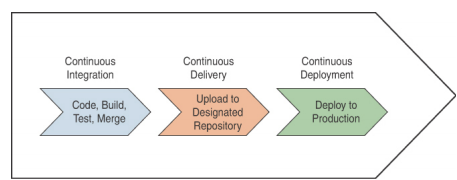 Continuous
Integration
Continuous
Delivery
Continuous
Deployment
Code, Build,
Test, Merge
Upload to
Designated
Repository
Deploy to
Production